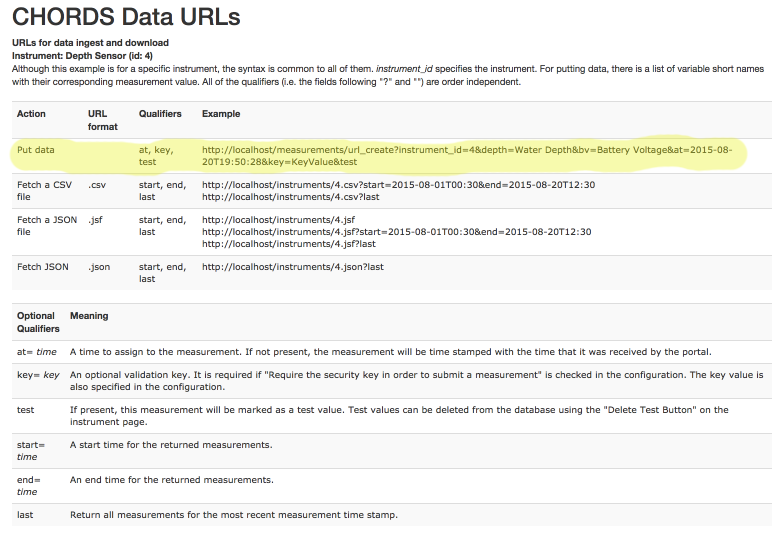 CHORDS Data URLs
URLs for data ingest and download
Instrument: Depth Sensor (id: 4)
Although this example is for a specific instrument, the syntax is common to all of them. instrument_id specifies the instrument. For putting data, there is a list of variable short names
with their corresponding measurement value. All of the qualifiers (i.e. the fields following "?" and "") are order independent.
Action URL format Qualifiers Example
Put data at, key, test http://localhost/measurements/url_create?instrument_id=4&depth=Water Depth&bv=Battery Voltage&at=2015-08-
20T19:50:28&key=KeyValue&test
Fetch a CSV file .csv start, end, last http://localhost/instruments/4.csv?start=2015-08-01T00:30&end=2015-08-20T12:30
http://localhost/instruments/4.csv?last
Fetch a JSON file .jsf start, end, last http://localhost/instruments/4.jsf
http://localhost/instruments/4.jsf?start=2015-08-01T00:30&end=2015-08-20T12:30
http://localhost/instruments/4.jsf?last
Fetch JSON .json start, end, last http://localhost/instruments/4.json?last
Optional Qualifiers Meaning
at= time A time to assign to the measurement. If not present, the measurement will be time stamped with the time that it was received by the portal.
key= key An optional validation key. It is required if "Require the security key in order to submit a measurement" is checked in the configuration. The key value is
also specified in the configuration.
test If present, this measurement will be marked as a test value. Test values can be deleted from the database using the "Delete Test Button" on the
instrument page.
start= time A start time for the returned measurements.
end= time An end time for the returned measurements.
last Return all measurements for the most recent measurement time stamp.